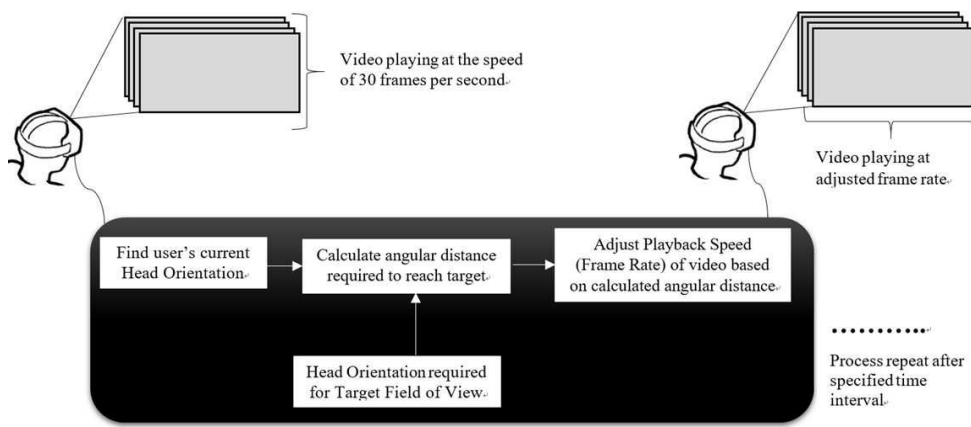 Video playing at the speed
of 30 frames per second
Video playing at
adjusted frame rate
Find user's current
Head Orientation
Calculate angular distance
required to reach target
Adjust Playback Speed
(Frame Rate) of video based
on calculated angular distance
Head Orientation required
for Target Field of View
............
Process repeat after
specified time
interval